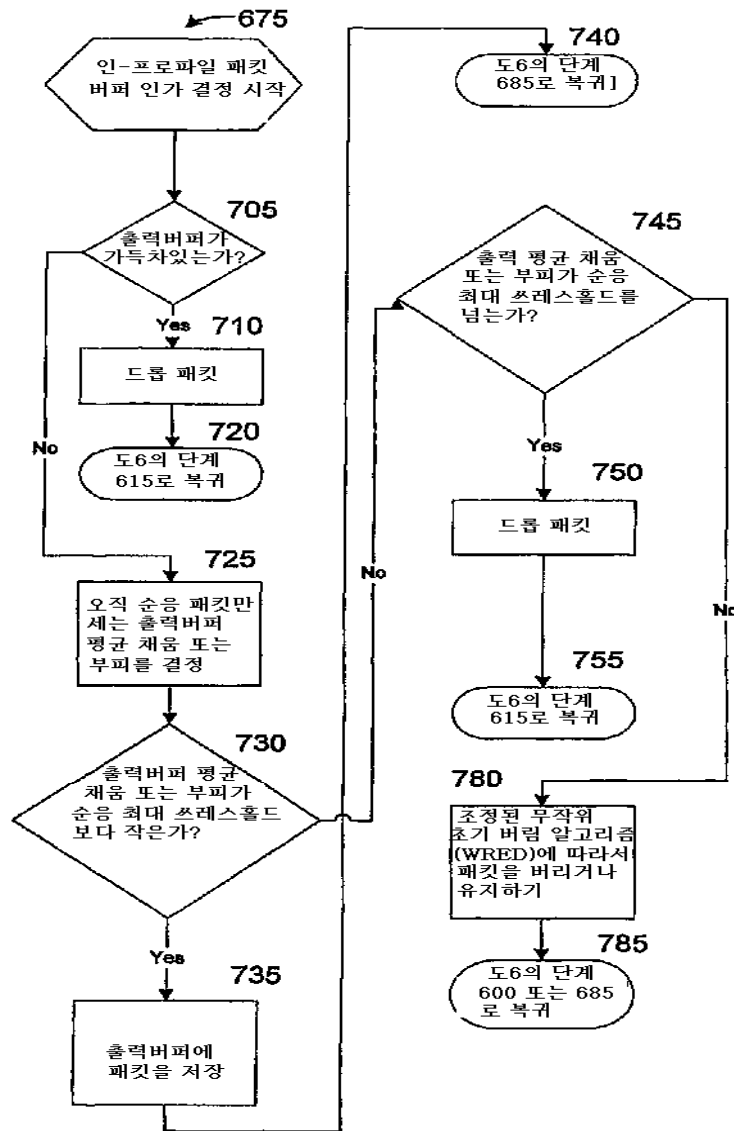 675
인-프로파일 패킷
버퍼 인가 결정 시작
705
출력버퍼가
가득차있는가?
Yes
710
드롭 패킷
No
720
도6의 단계
615로 복귀
725
오직 순응 패킷만
세는 출력버퍼
평균 채움 또는
부피를 결정
730
출력버퍼 평균
채움 또는 부피가
순응 최대 쓰레스홀드
보다 작은가?
No
Yes
735
출력버퍼에
패킷을 저장
740
도6의 단계
685로 복귀]
745
출력 평균 채움
또는 부피가 순응
최대 쓰레스홀드를
넘는가?
Yes
750
드롭 패킷
No
755
도6의 단계
615로 복귀
780
조정된 무작위
초기 버림 알고리즘
(WRED)에 따라서
패킷을 버리거나
유지하기
785
도6의 단계
600 또는 685
로 복귀